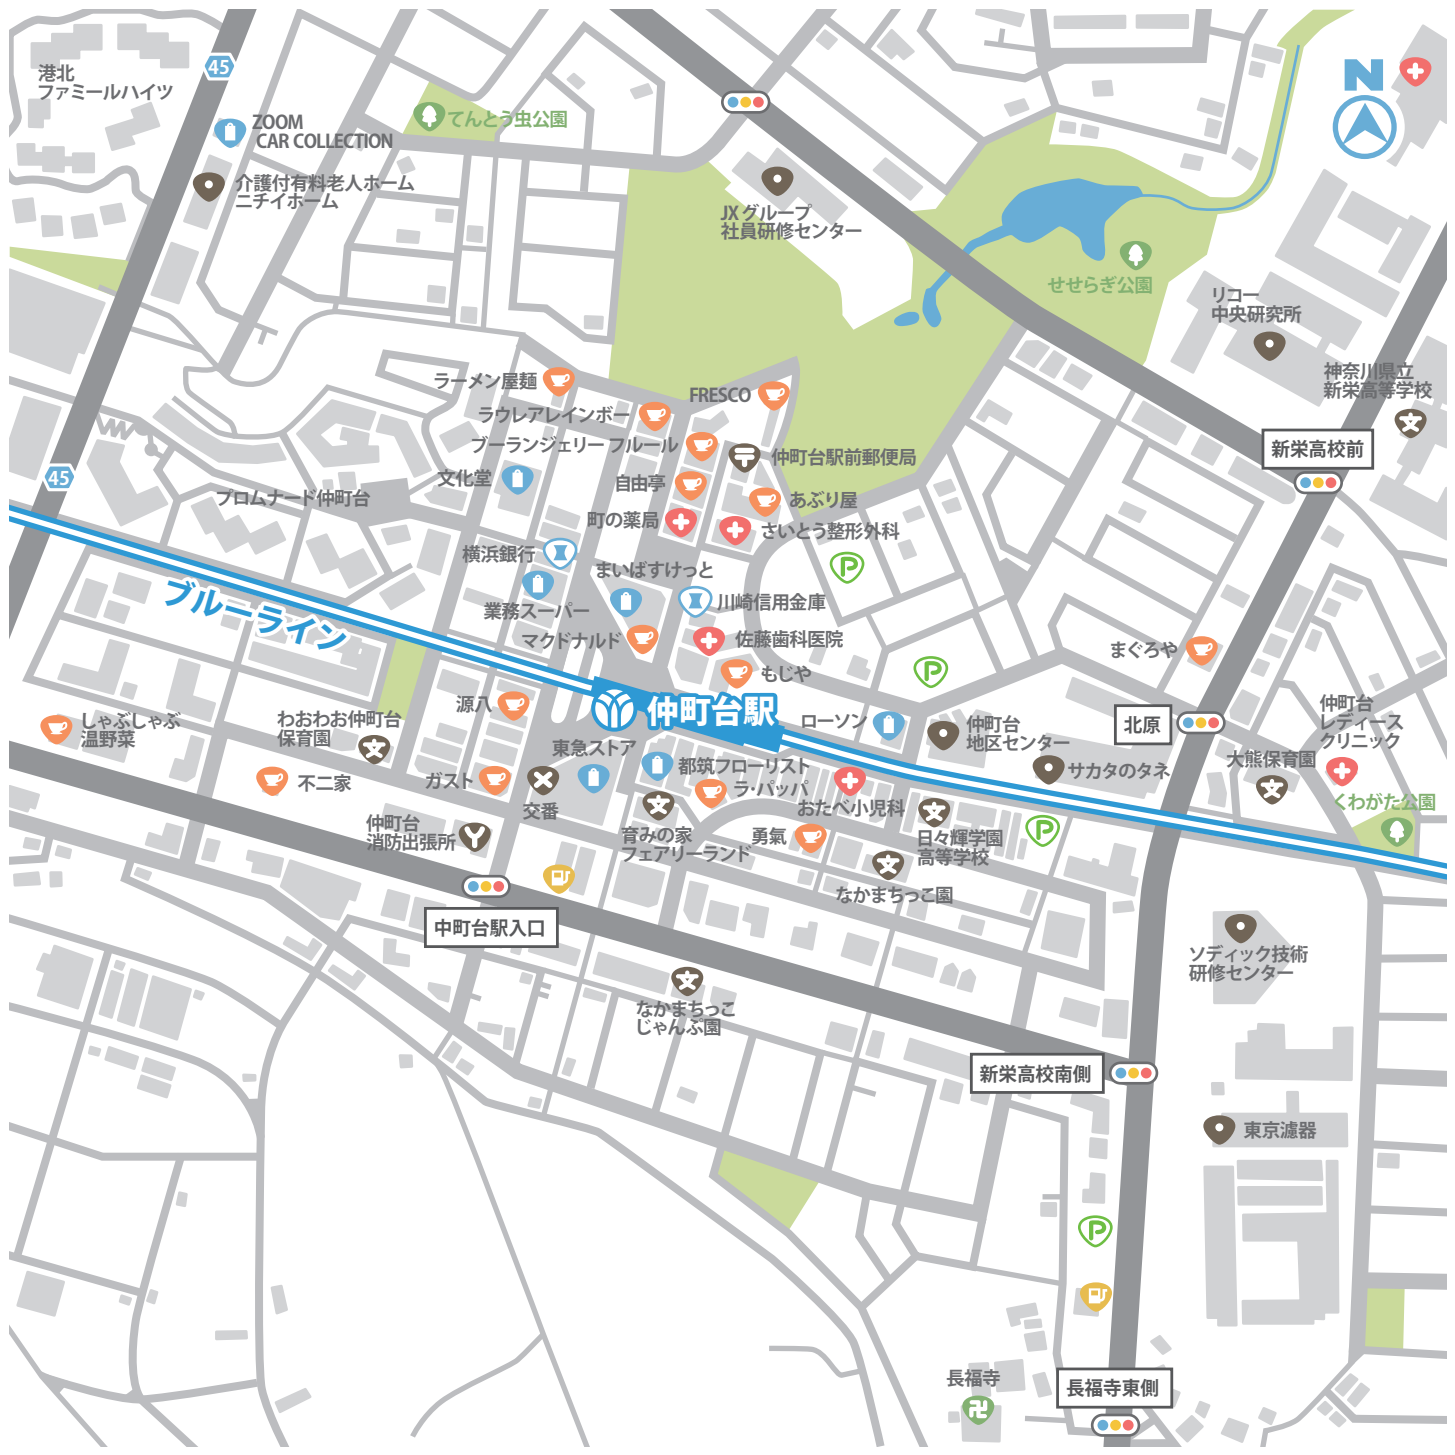 45
港北
ファミールハイツ
ZOOM
CAR COLLECTION
てんとう虫公園
N
介護付有料老人ホーム
ニチイホーム
JXグループ
社員研修センター
せせらぎ公園
リコー
中央研究所
神奈川県立
新栄高等学校
ラーメン屋麺
FRESCO
ラウレアレインボー
ブーランジェリー フルール
新栄高校前
仲町台駅前郵便局
45
文化堂
自由亭
プロムナード仲町台
あぶり屋
町の薬局
さいとう整形外科
P
横浜銀行
まいばすけっと
業務スーパー
川崎信用金庫
ブルーライン
マクドナルド
佐藤歯科医院
まぐろや
もじや
P
源八
仲町台駅
しゃぶしゃぶ
温野菜
わおわお仲町台
保育園
ローソン
仲町台
地区センター
北原
仲町台
レディース
クリニック
東急ストア
大熊保育園
都筑フローリスト
サカタのタネ
不二家
ガスト
ラ・パッパ
くわがた公園
交番
おたべ小児科
仲町台
消防出張所
育みの家
フェアリーランド
勇氣
日々輝学園
高等学校
P
なかまちっこ園
中町台駅入口
ソディック技術
研修センター
なかまちっこ
じゃんぷ園
新栄高校南側
東京濾器
P
長福寺
長福寺東側